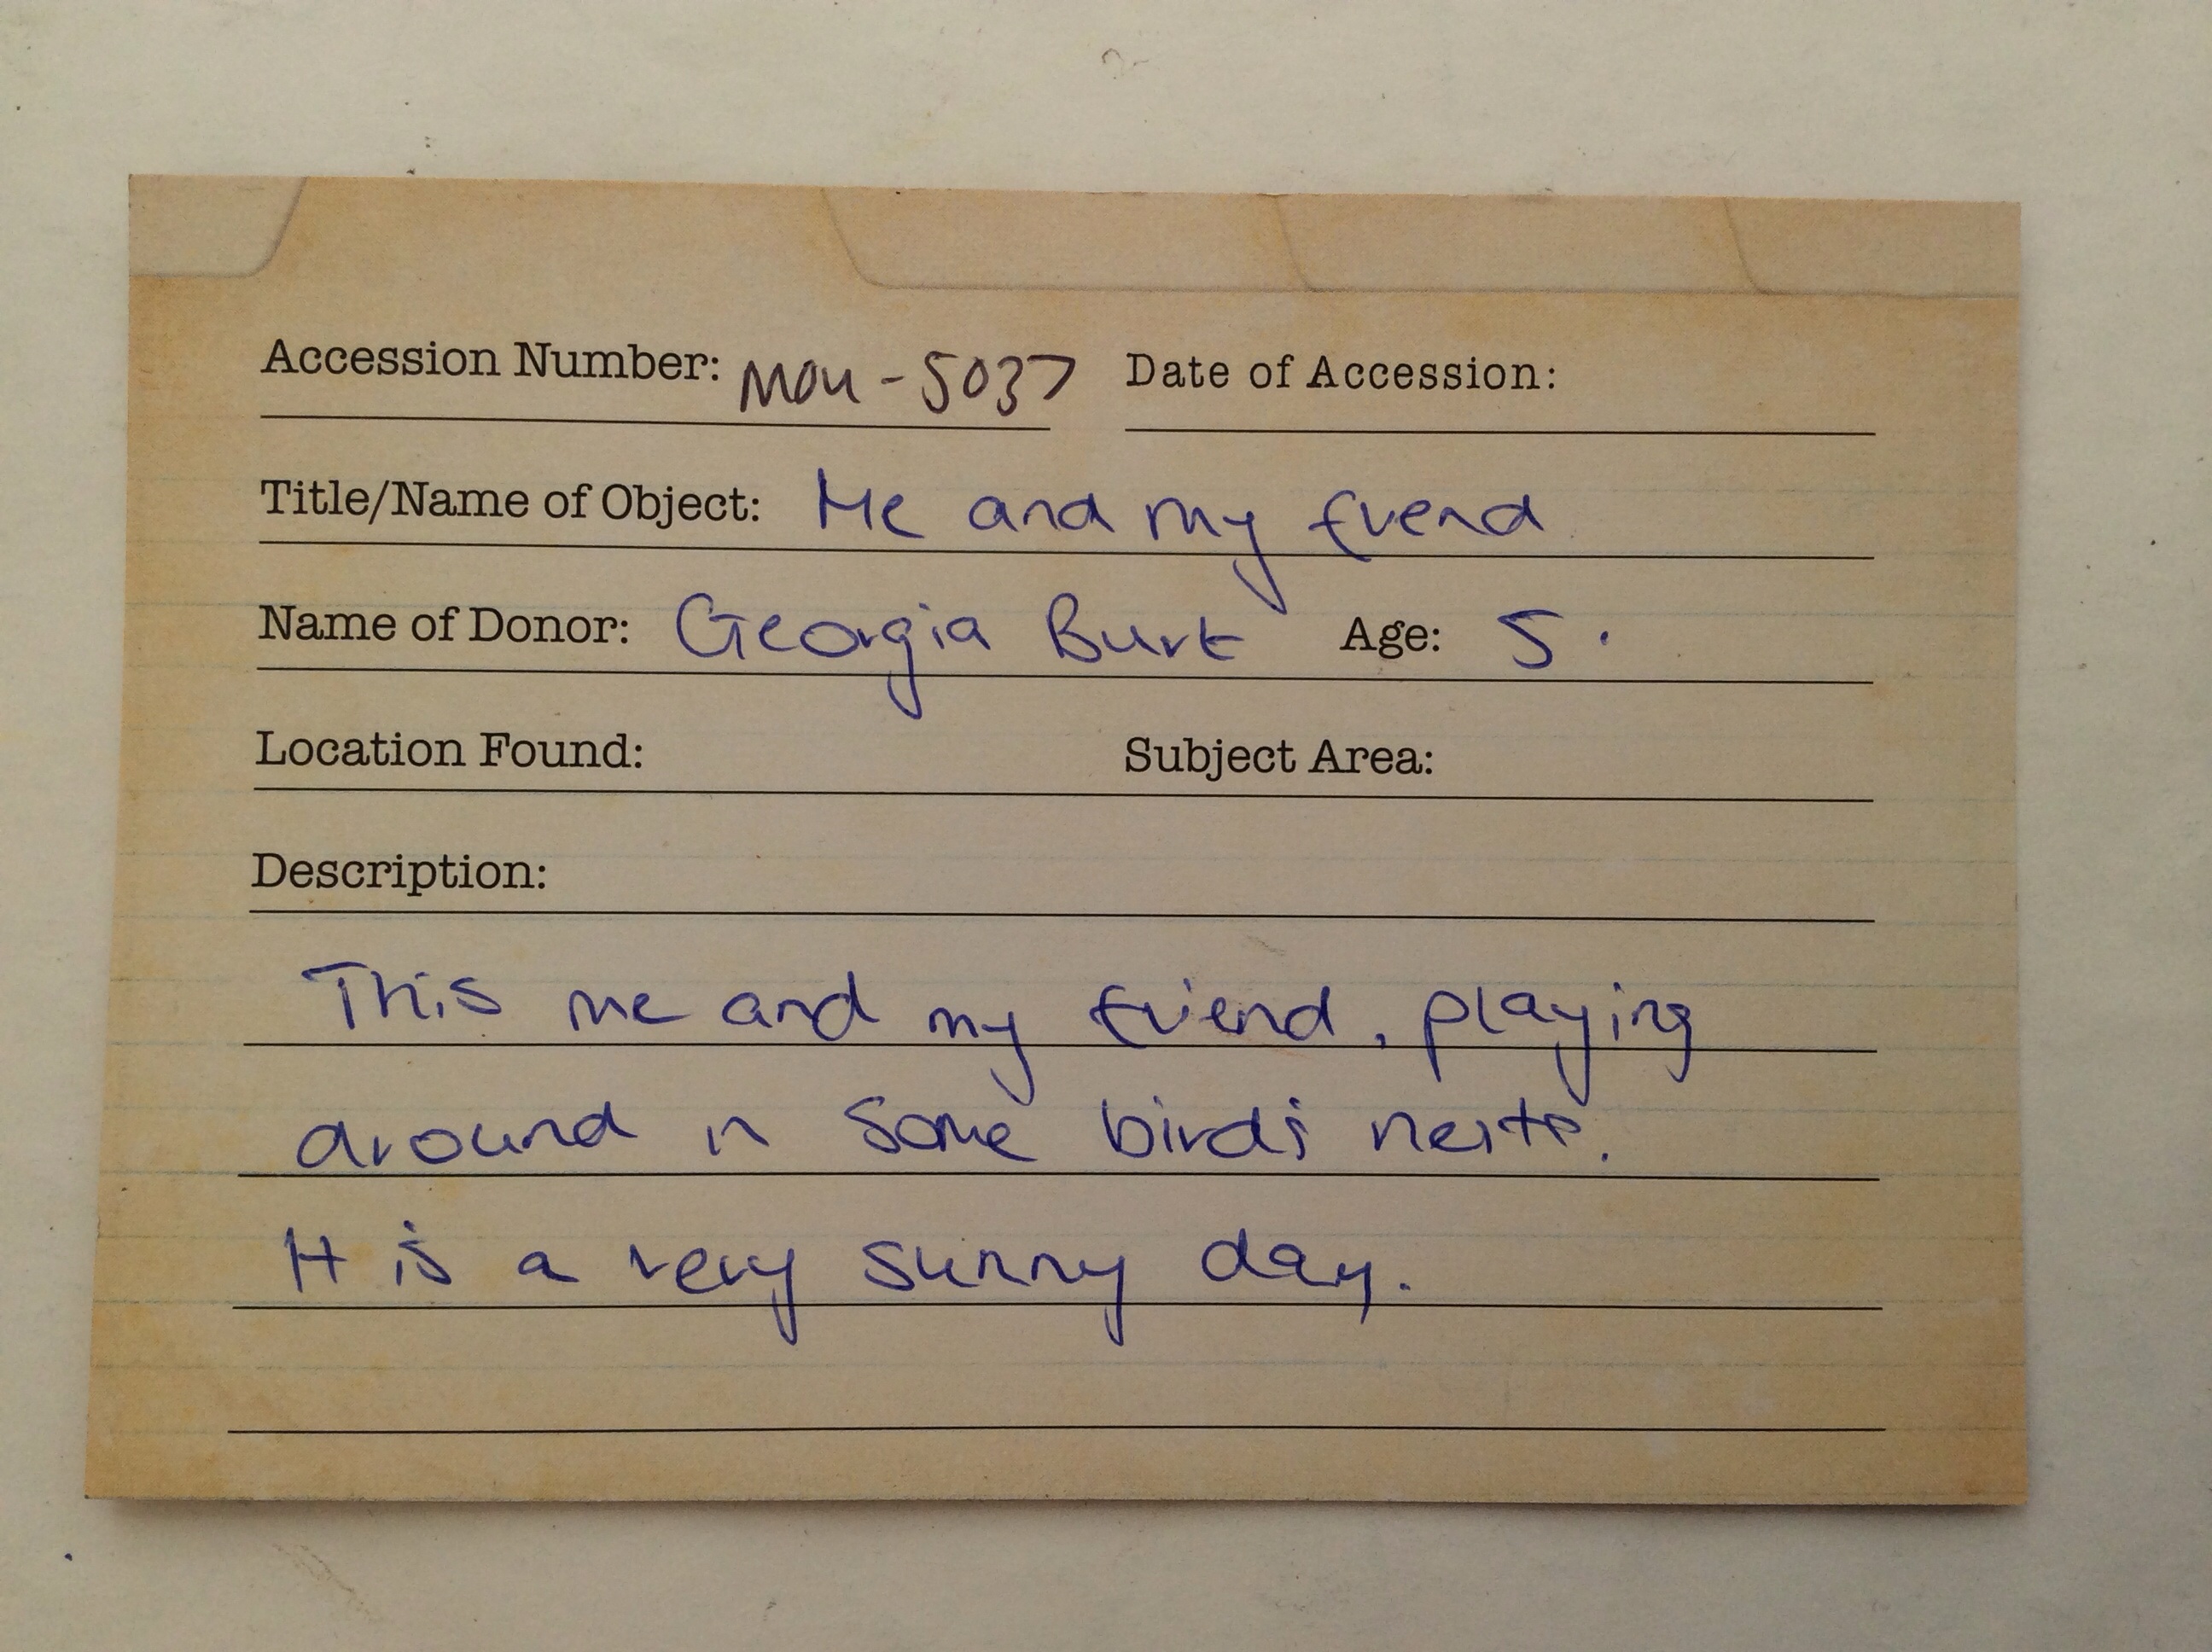 Accession Number: MOU-5037 Date of Accession:
Title/Name of Object: Me and my friend
Name of Donor: Georgia Burt Age: 5.
Location Found: Subject Area:
Description:
This me and my friend, playing
around in some birds nests.
It is a very sunny day.